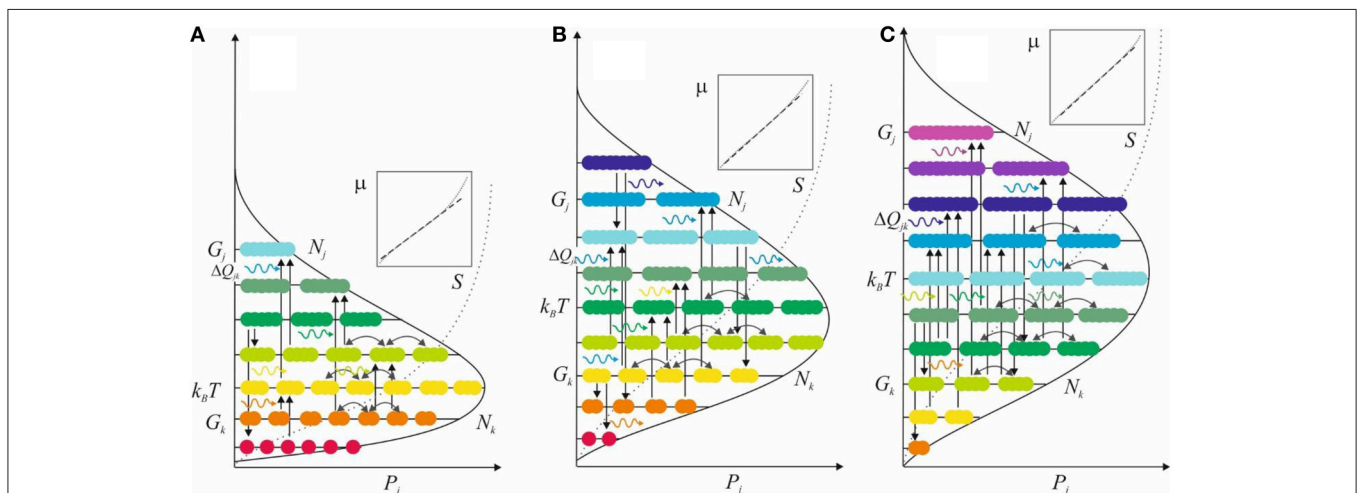 A
μ
S
G_j
N_j
ΔQ_jk
k_BT
G_k
N_k
P_j
B
μ
S
G_j
N_j
ΔQ_jk
k_BT
G_k
N_k
P_j
C
μ
S
G_j
N_j
ΔQ_jk
k_BT
G_k
N_k
P_j